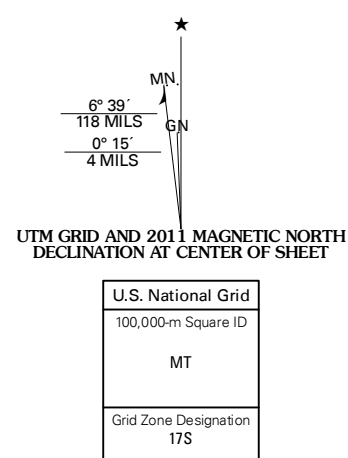 ★
MN.
6° 39´
118 MILS
GN
0° 15´
4 MILS
UTM GRID AND 2011 MAGNETIC NORTH
DECLINATION AT CENTER OF SHEET
U.S. National Grid
100,000-m Square ID
MT
Grid Zone Designation
17S